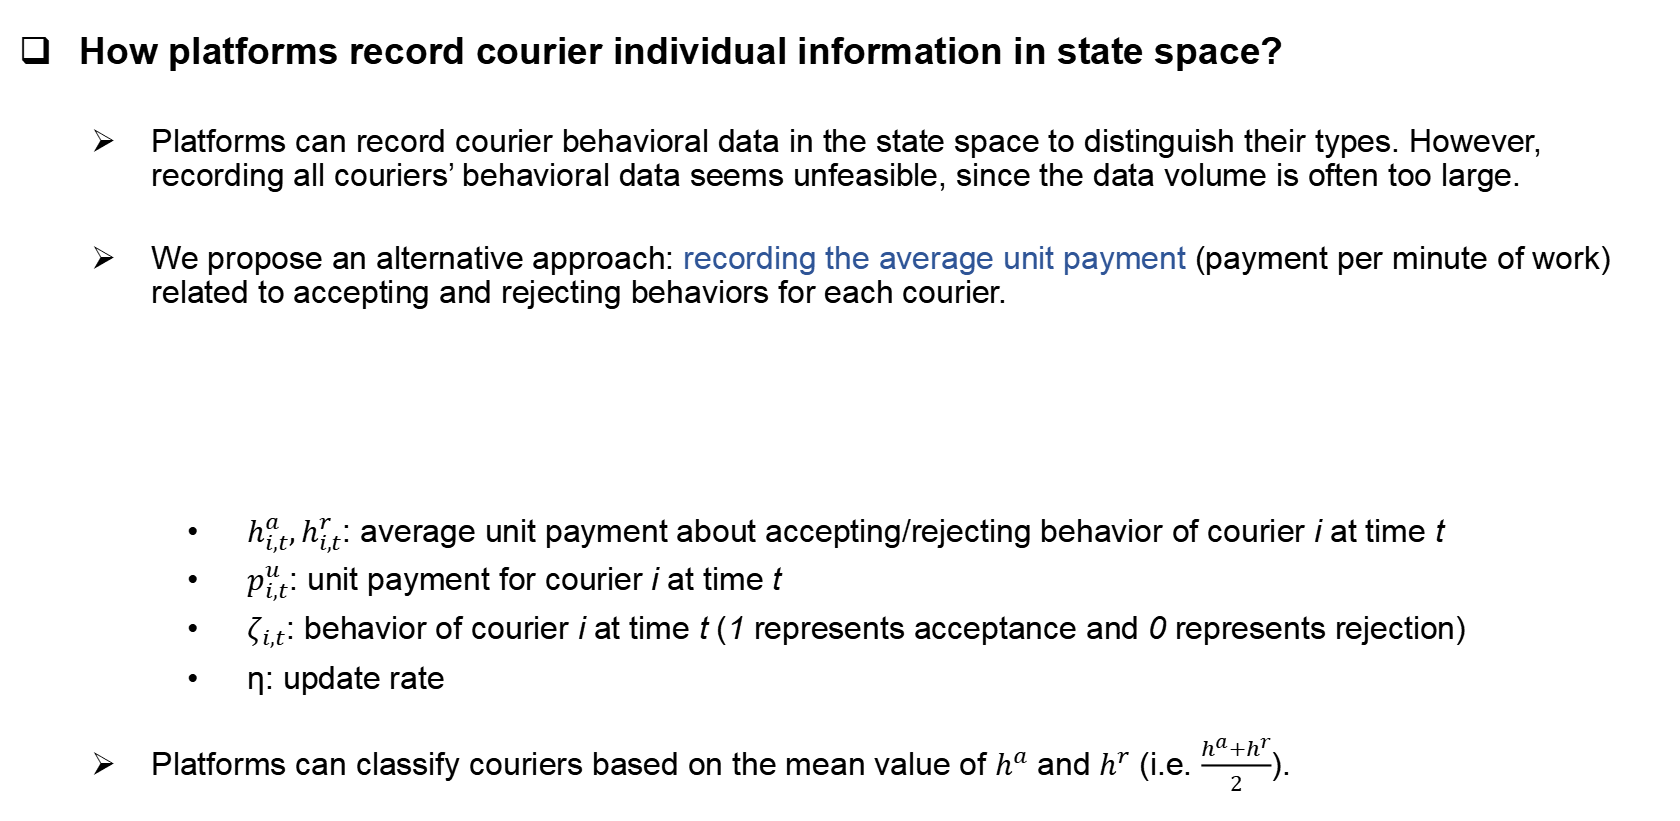 ❑ How platforms record courier individual information in state space?
➢ Platforms can record courier behavioral data in the state space to distinguish their types. However,
recording all couriers’ behavioral data seems unfeasible, since the data volume is often too large.
➢ We propose an alternative approach: recording the average unit payment (payment per minute of work)
related to accepting and rejecting behaviors for each courier.
• $h_{i,t}^{a}, h_{i,t}^{r}$: average unit payment about accepting/rejecting behavior of courier i at time t
• $p_{i,t}^{u}$: unit payment for courier i at time t
• $\zeta_{i,t}$: behavior of courier i at time t (1 represents acceptance and 0 represents rejection)
• η: update rate
➢ Platforms can classify couriers based on the mean value of $h^{a}$ and $h^{r}$ (i.e. $\frac{h^{a}+h^{r}}{2}$).